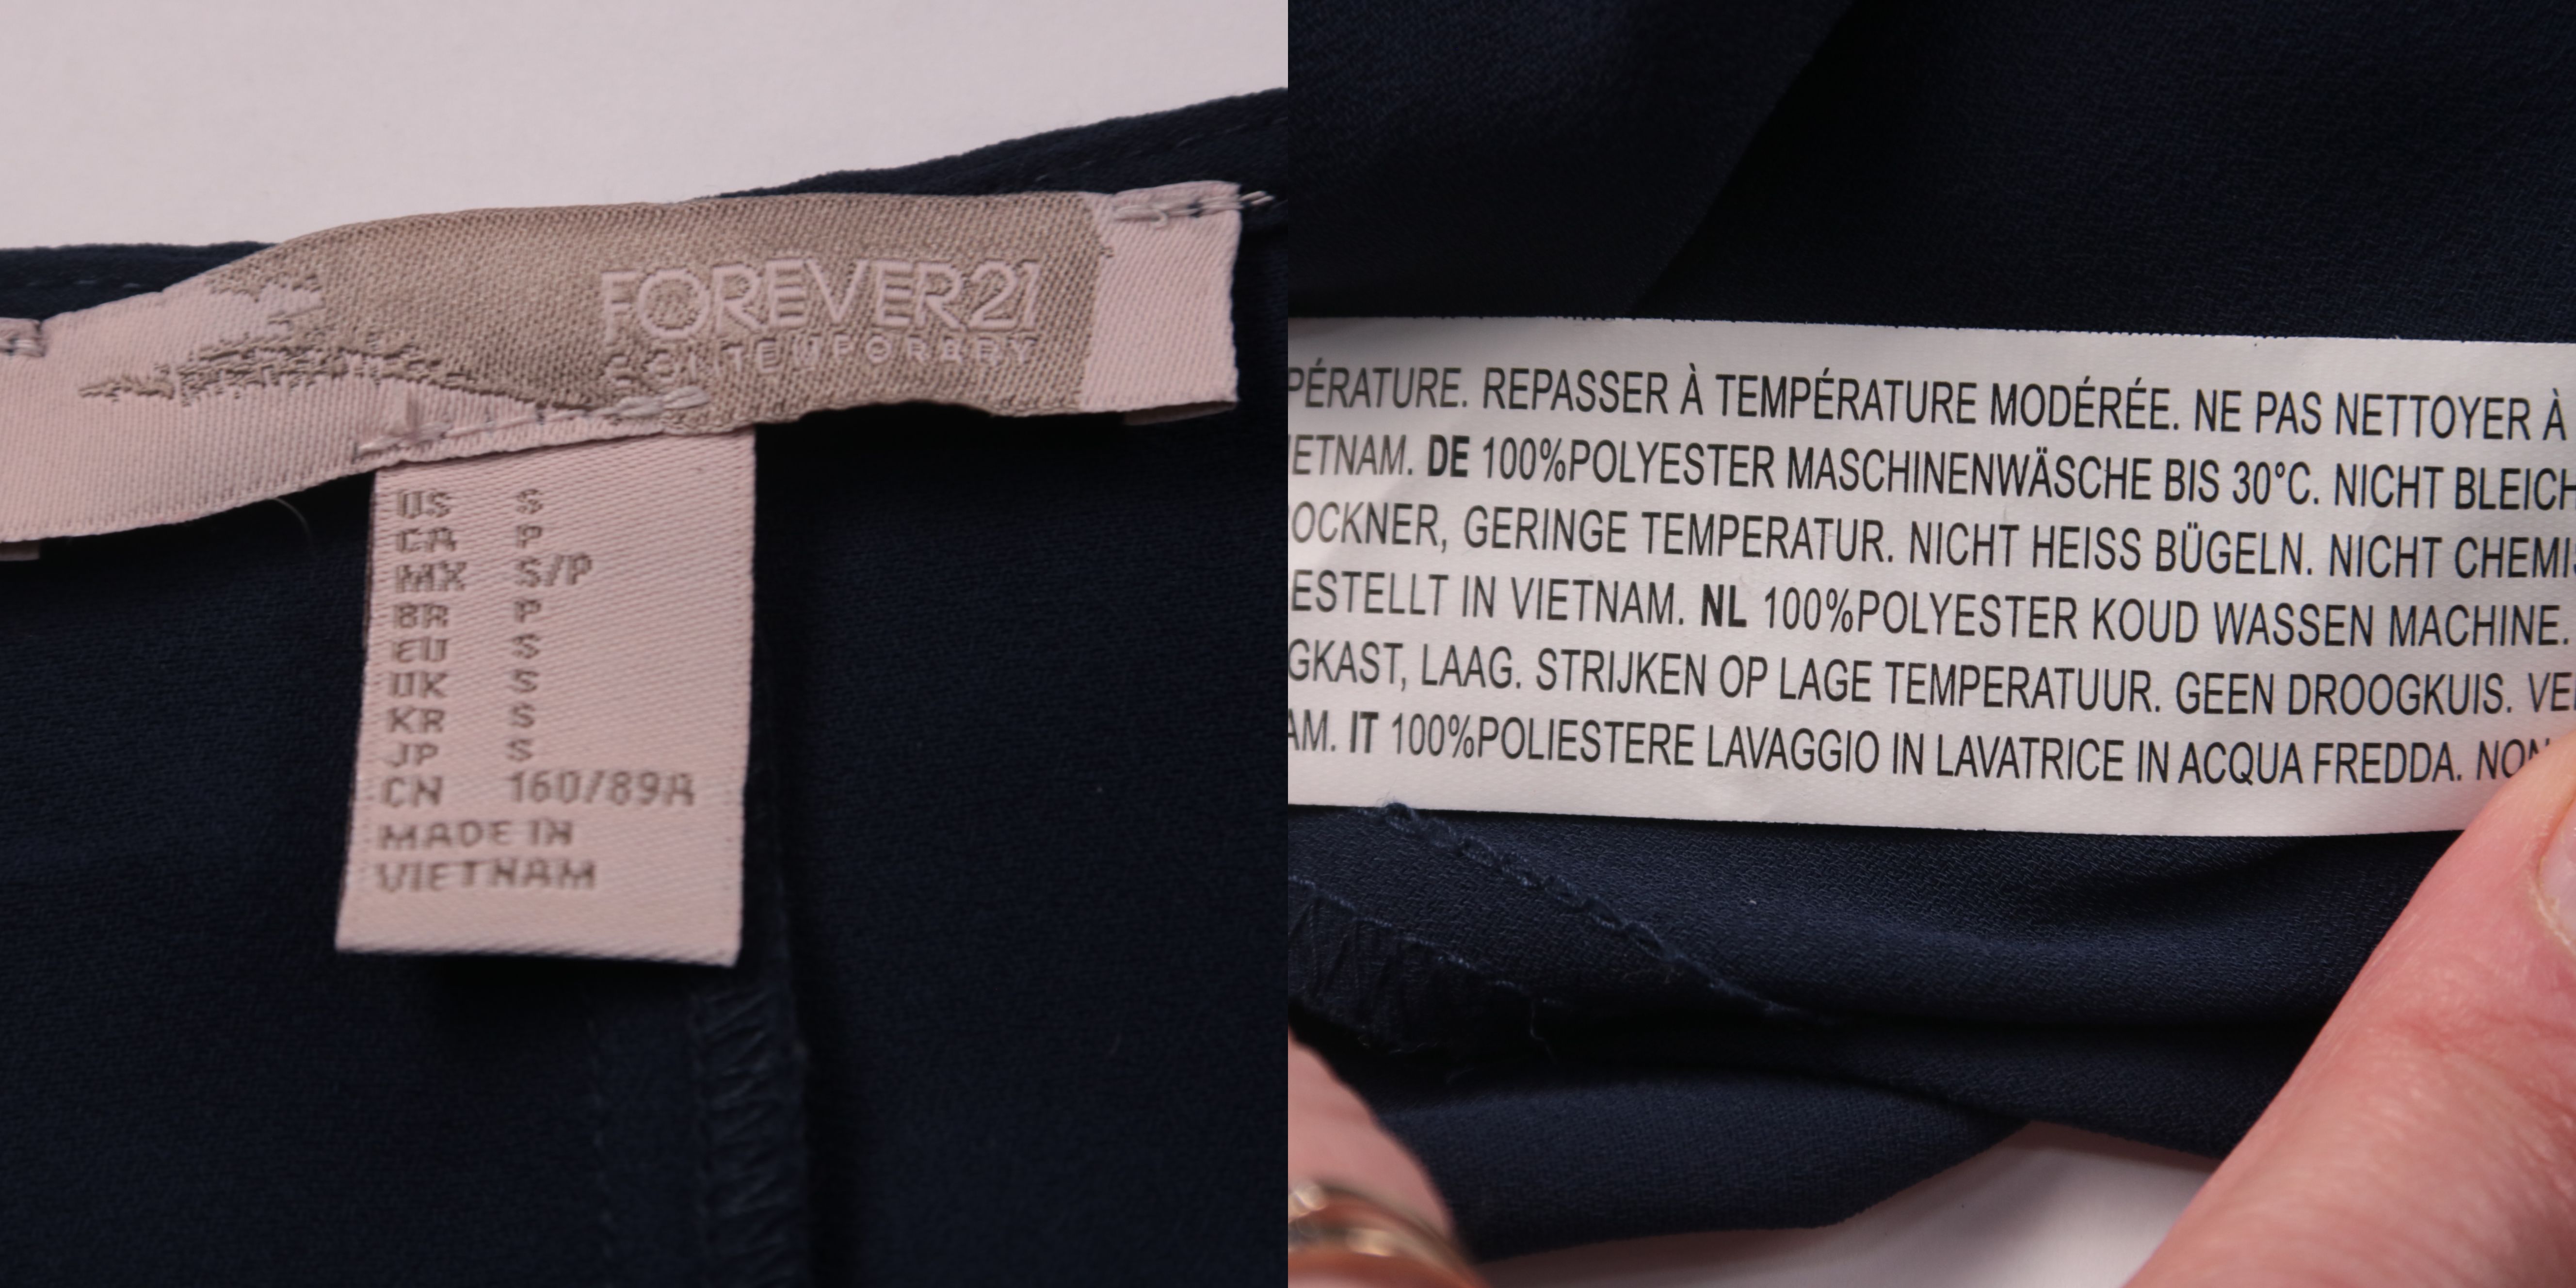 FOREVER21
CONTEMPORARY
US S
CA P
MX S/P
BR P
EU S
UK S
KR S
JP S
CN 160/89A
MADE IN
VIETNAM
PÉRATURE. REPASSER À TEMPÉRATURE MODÉRÉE. NE PAS NETTOYER À
IETNAM. DE 100%POLYESTER MASCHINENWÄSCHE BIS 30°C. NICHT BLEICH
OCKNER, GERINGE TEMPERATUR. NICHT HEISS BÜGELN. NICHT CHEMIS
ESTELLT IN VIETNAM. NL 100%POLYESTER KOUD WASSEN MACHINE.
GKAST, LAAG. STRIJKEN OP LAGE TEMPERATUUR. GEEN DROOGKUIS. VE
AM. IT 100%POLIESTERE LAVAGGIO IN LAVATRICE IN ACQUA FREDDA. NON